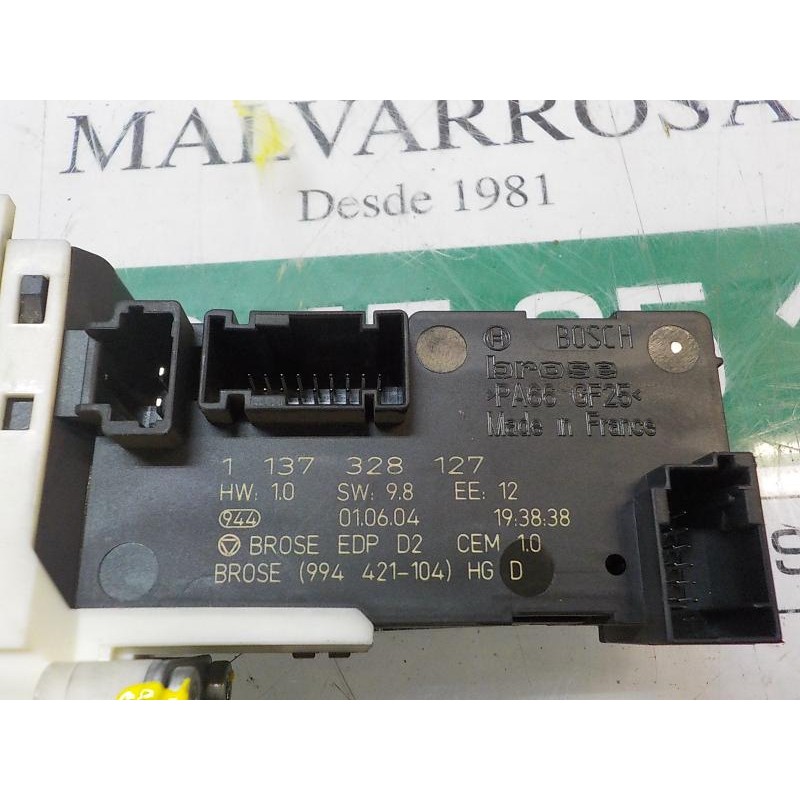 MALVARROSA
Desde 1981
BOSCH
brose
>PA66-GF25<
Made in France
1 137 328 127
HW: 1.0 SW: 9.8 EE: 12
944 01.06.04 19:38:38
BROSE EDP D2 CEM 1.0
BROSE (994 421-104) HG D